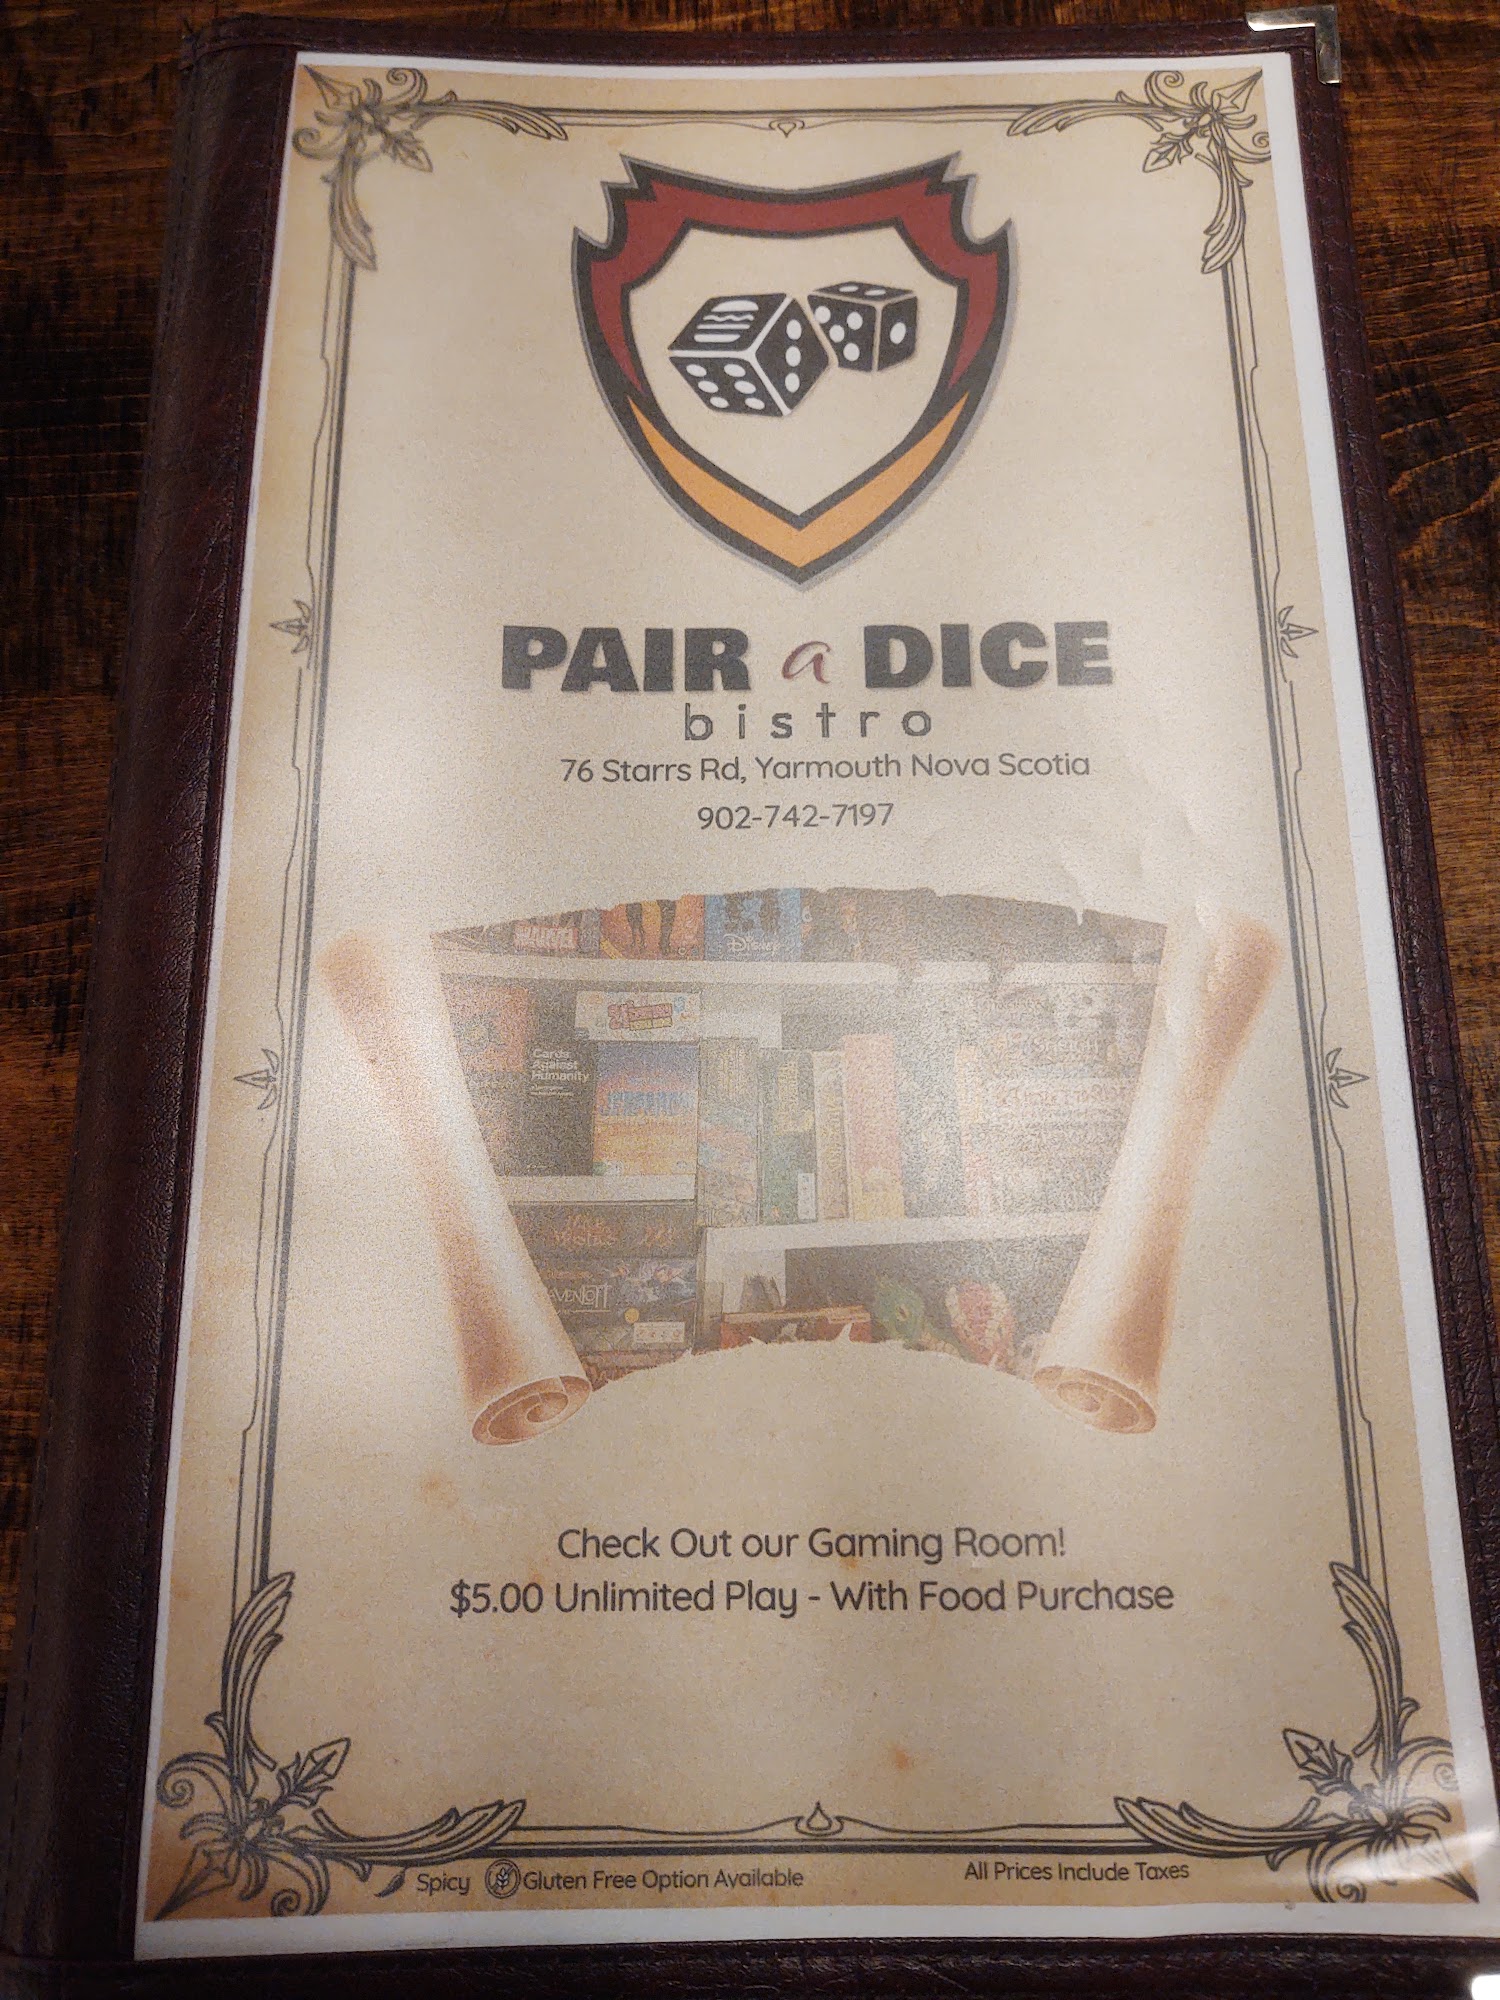 PAIR a DICE
bistro
76 Starrs Rd, Yarmouth Nova Scotia
902-742-7197
MARVEL
Disney
Cards
Against
Humanity
JEOPARDY
Check Out our Gaming Room!
$5.00 Unlimited Play - With Food Purchase
Spicy Gluten Free Option Available
All Prices Include Taxes